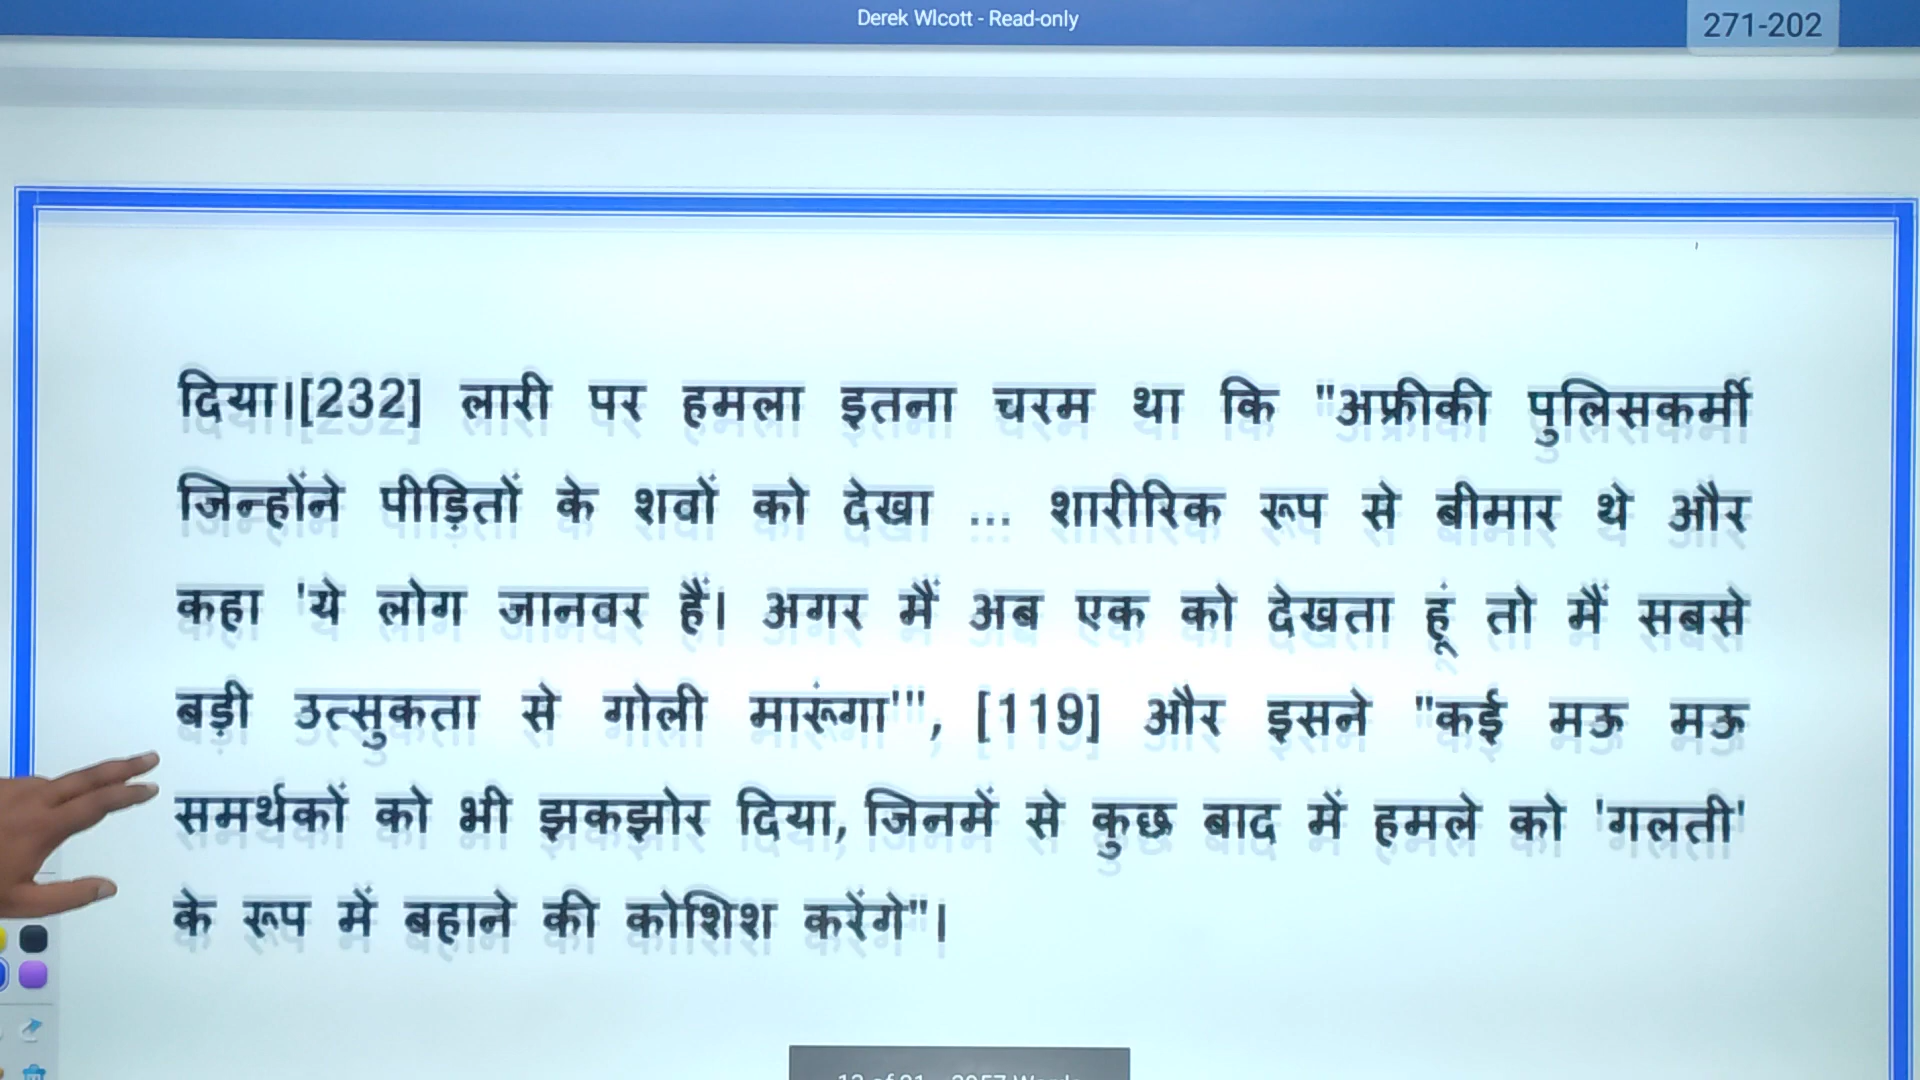 Derek Wlcott - Read-only
271-202
दिया।[232] लारी पर हमला इतना चरम था कि "अफ्रीकी पुलिसकर्मी
जिन्होंने पीड़ितों के शवों को देखा ... शारीरिक रूप से बीमार थे और
कहा 'ये लोग जानवर हैं। अगर मैं अब एक को देखता हूं तो मैं सबसे
बड़ी उत्सुकता से गोली मारूंगा'", [119] और इसने "कई मऊ मऊ
समर्थकों को भी झकझोर दिया, जिनमें से कुछ बाद में हमले को 'गलती'
के रूप में बहाने की कोशिश करेंगे"।